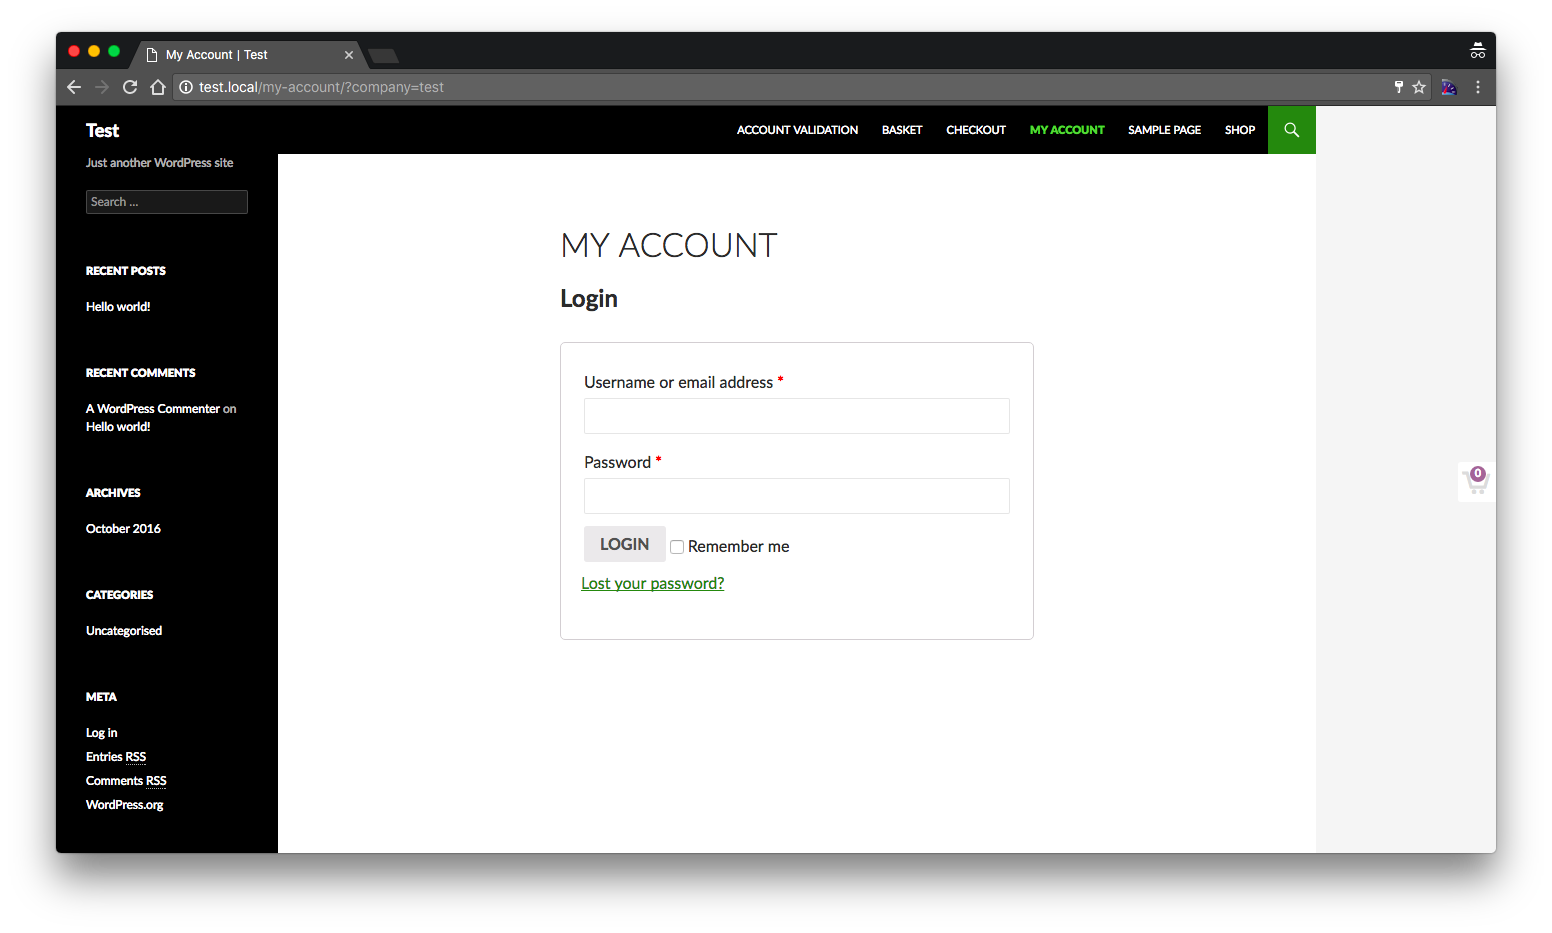 My Account | Test
test.local/my-account/?company=test
Test
ACCOUNT VALIDATION
BASKET
CHECKOUT
MY ACCOUNT
SAMPLE PAGE
SHOP
Just another WordPress site
Search ...
RECENT POSTS
Hello world!
RECENT COMMENTS
A WordPress Commenter on
Hello world!
ARCHIVES
October 2016
CATEGORIES
Uncategorised
META
Log in
Entries RSS
Comments RSS
WordPress.org
MY ACCOUNT
Login
Username or email address *
Password *
LOGIN
Remember me
Lost your password?
0